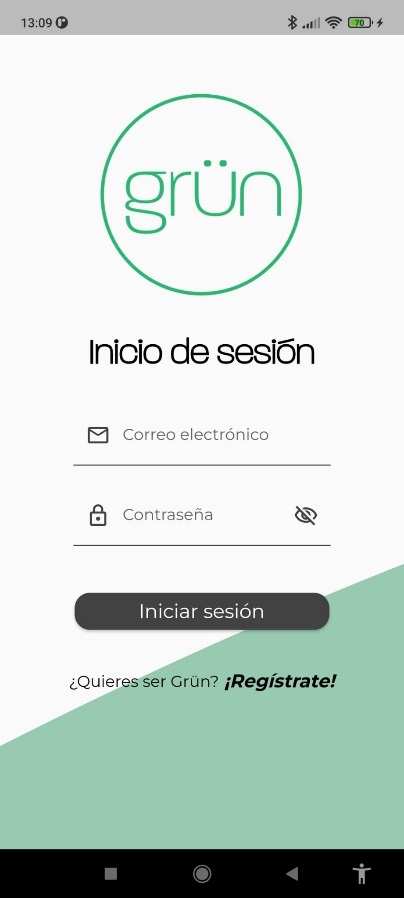 13:09
70
grün
Inicio de sesión
Correo electrónico
Contraseña
Iniciar sesión
¿Quieres ser Grün? ¡Regístrate!